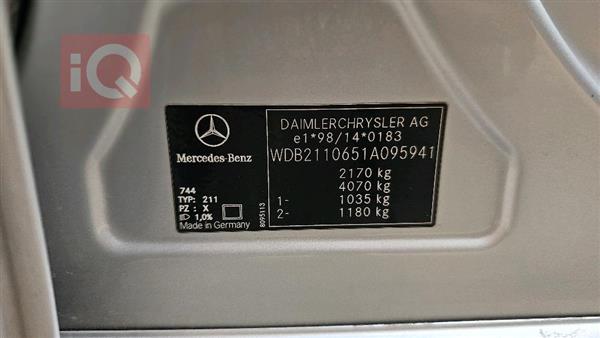 iQ
DAIMLERCHRYSLER AG
e1*98/14*0183
WDB2110651A095941
2170 kg
4070 kg
1- 1035 kg
2- 1180 kg
Mercedes-Benz
744
TYP: 211
PZ : X
1,0%
Made in Germany
8095113